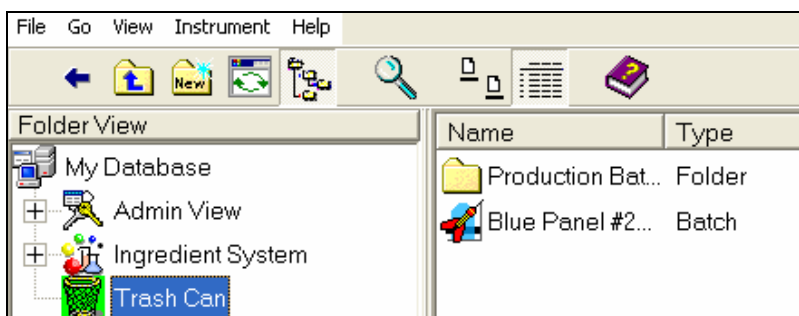 File Go View Instrument Help
New
Folder View
My Database
Admin View
Ingredient System
Trash Can
Name Type
Production Bat... Folder
Blue Panel #2... Batch